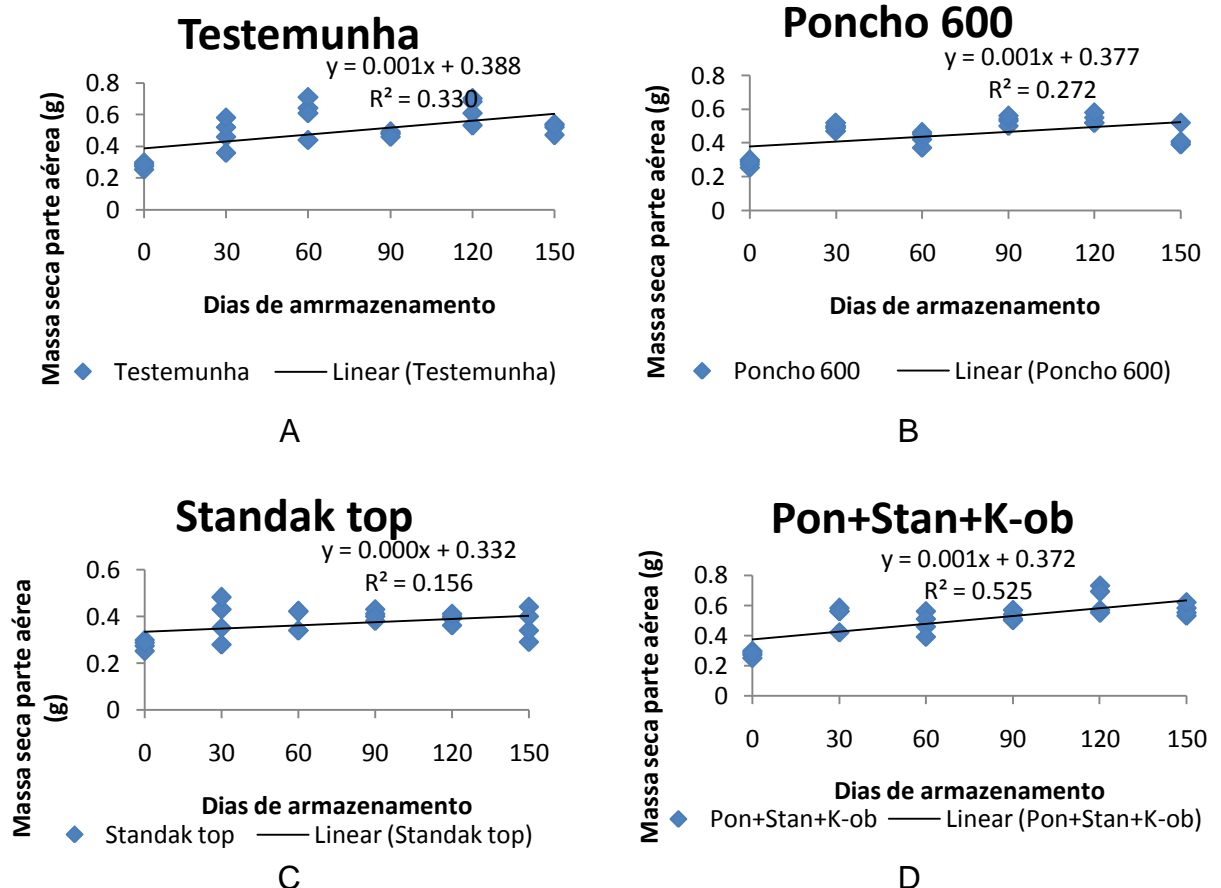 Testemunha
y = 0.001x + 0.388
R² = 0.330
Massa seca parte aérea (g)
0.8
0.6
0.4
0.2
0
0 30 60 90 120 150
Dias de amrmazenamento
Testemunha Linear (Testemunha)
A
Poncho 600
y = 0.001x + 0.377
R² = 0.272
Massa seca parte aérea (g)
0.8
0.6
0.4
0.2
0
0 30 60 90 120 150
Dias de armazenamento
Poncho 600 Linear (Poncho 600)
B
Standak top
y = 0.000x + 0.332
R² = 0.156
Massa seca parte aérea
(g)
0.6
0.4
0.2
0
0 30 60 90 120 150
Dias de armazenamento
Standak top Linear (Standak top)
C
Pon+Stan+K-ob
y = 0.001x + 0.372
R² = 0.525
Massa seca parte aérea (g)
0.8
0.6
0.4
0.2
0
0 30 60 90 120 150
Dias de armazenamento
Pon+Stan+K-ob Linear (Pon+Stan+K-ob)
D